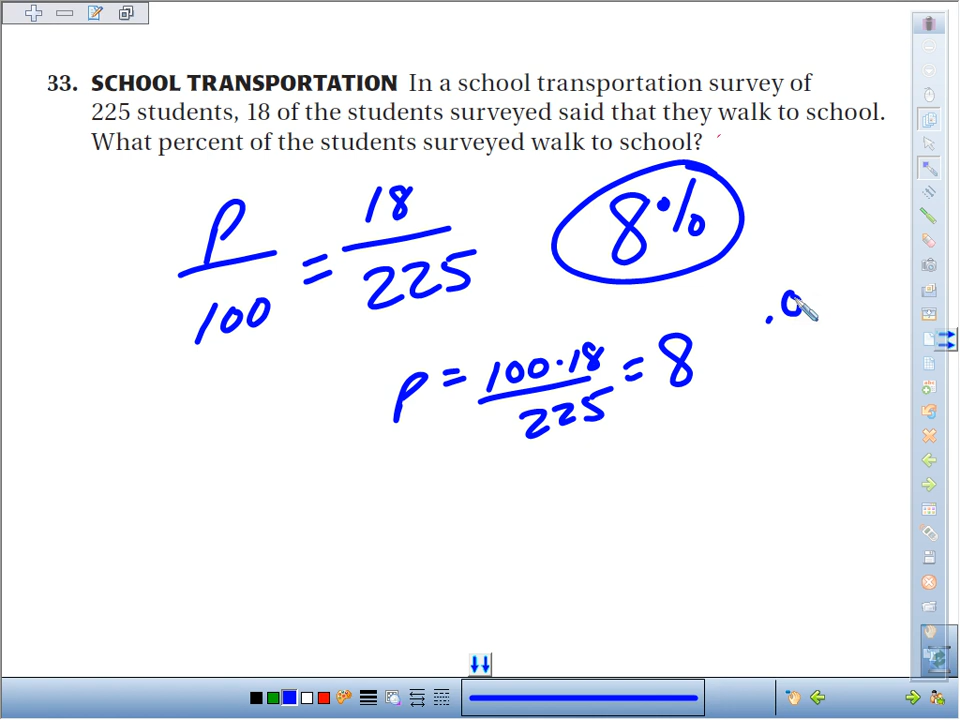 33. SCHOOL TRANSPORTATION In a school transportation survey of
225 students, 18 of the students surveyed said that they walk to school.
What percent of the students surveyed walk to school?
p/100 = 18/225
8%
.0
p = 100·18/225 = 8